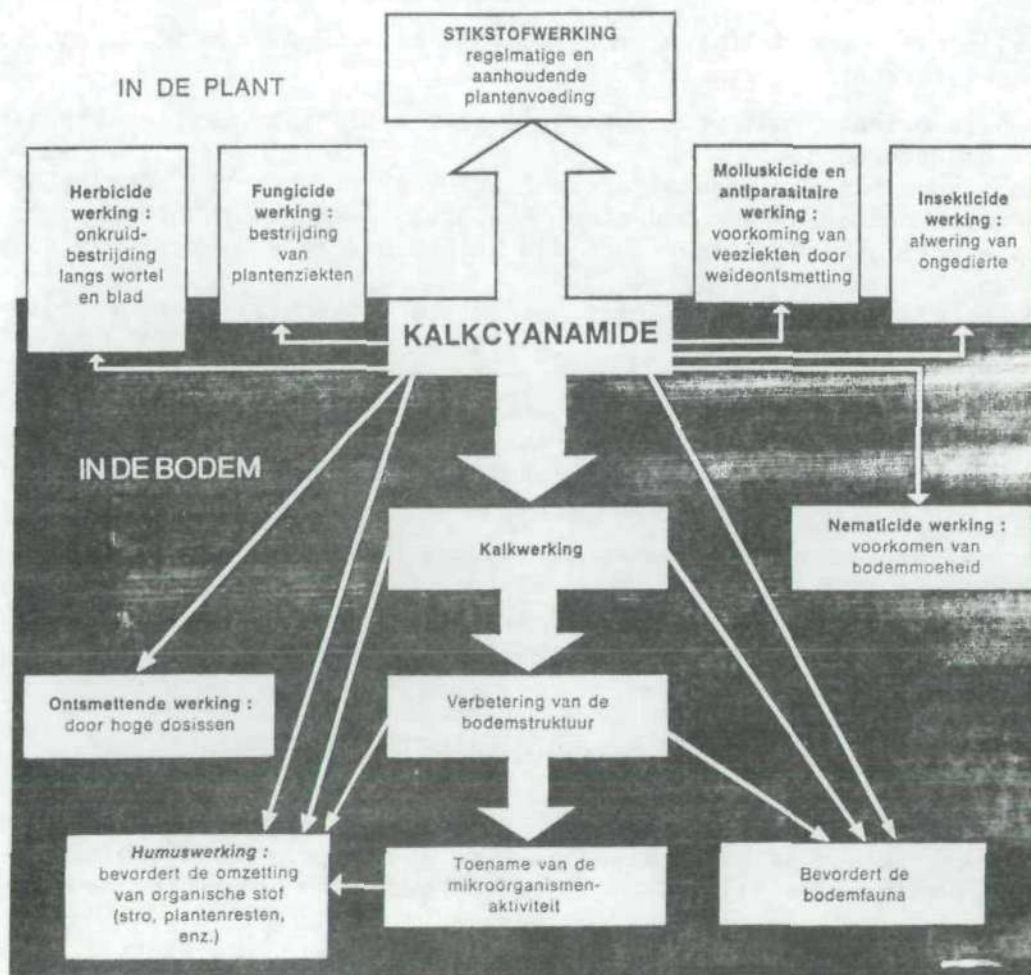 STIKSTOFWERKING
regelmatige en
aanhoudende
plantenvoeding
IN DE PLANT
Herbicide
werking :
onkruid-
bestrijding
langs wortel
en blad
Fungicide
werking :
bestrijding
van
plantenziekten
Molluskicide en
antiparasitaire
werking :
voorkoming van
veeziekten door
weideontsmetting
Insekticide
werking :
afwering van
ongedierte
KALKCYANAMIDE
IN DE BODEM
Kalkwerking
Nematicide werking :
voorkomen van
bodemmoeheid
Ontsmettende werking :
door hoge dosissen
Verbetering van de
bodemstruktuur
Humuswerking :
bevordert de omzetting
van organische stof
(stro, plantenresten,
enz.)
Toename van de
mikroörganismen-
aktiviteit
Bevordert de
bodemfauna